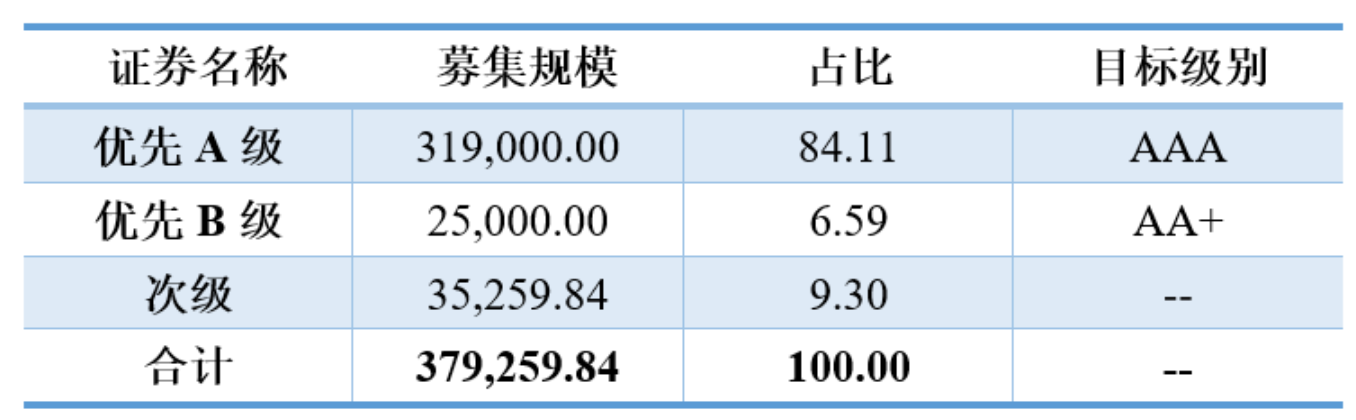 证券名称 募集规模 占比 目标级别
优先 A 级 319,000.00 84.11 AAA
优先 B 级 25,000.00 6.59 AA+
次级 35,259.84 9.30 --
合计 379,259.84 100.00 --